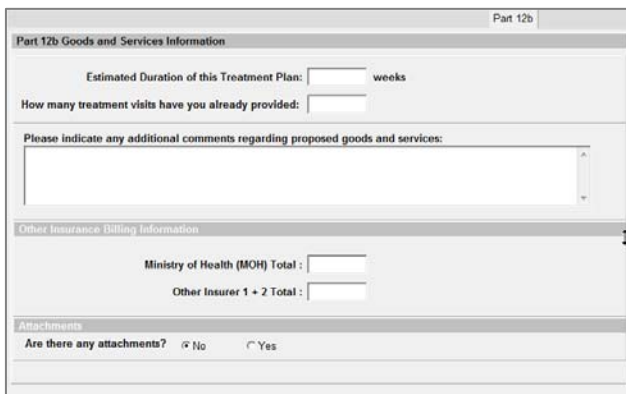 Part 12b
Part 12b Goods and Services Information
Estimated Duration of this Treatment Plan: weeks
How many treatment visits have you already provided:
Please indicate any additional comments regarding proposed goods and services:
Other Insurance Billing Information
Ministry of Health (MOH) Total :
Other Insurer 1 + 2 Total :
Attachments
Are there any attachments? No Yes